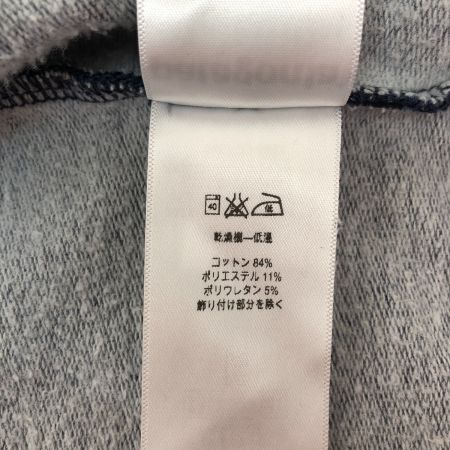 40 低
乾燥機―低温
コットン 84%
ポリエステル 11%
ポリウレタン 5%
飾り付け部分を除く